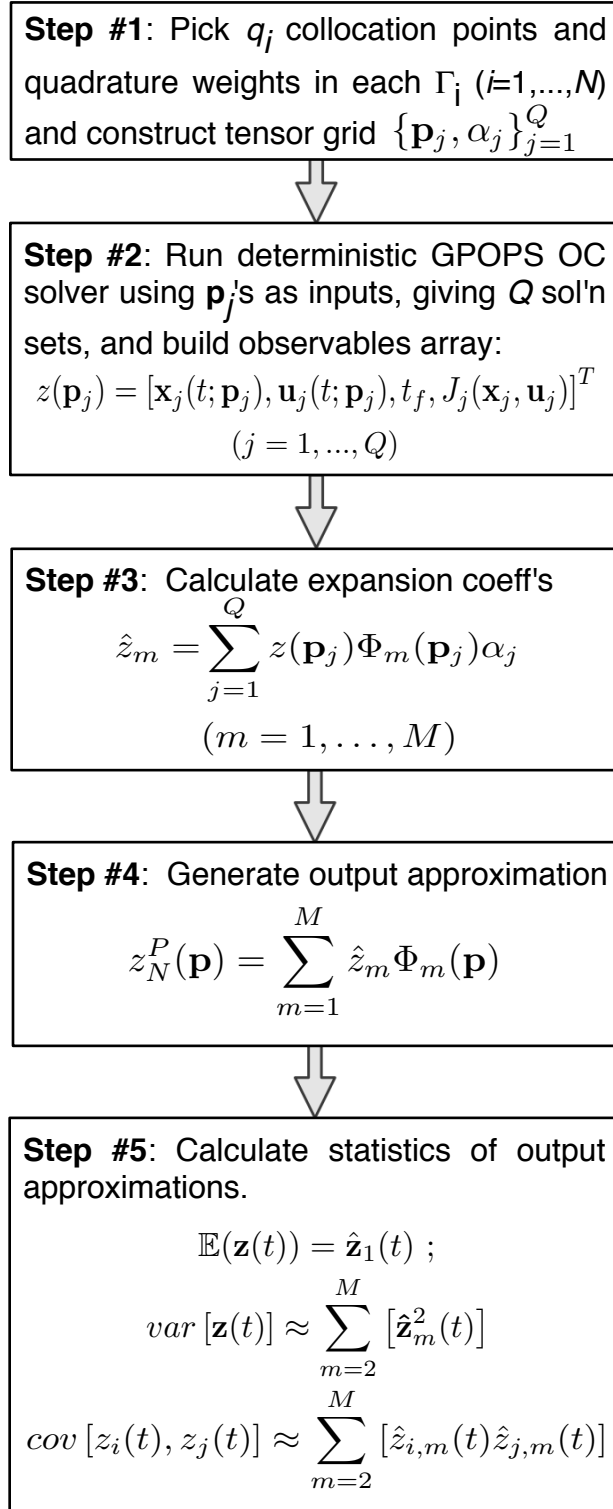 Step #1: Pick q_i collocation points and
quadrature weights in each Γ_i (i=1,...,N)
and construct tensor grid {p_j, α_j}_{j=1}^Q
Step #2: Run deterministic GPOPS OC
solver using p_j's as inputs, giving Q sol'n
sets, and build observables array:
z(p_j) = [x_j(t; p_j), u_j(t; p_j), t_f, J_j(x_j, u_j)]^T
(j = 1, ..., Q)
Step #3: Calculate expansion coeff's
ẑ_m = ∑_{j=1}^Q z(p_j)Φ_m(p_j)α_j
(m = 1, . . . , M)
Step #4: Generate output approximation
z_N^P(p) = ∑_{m=1}^M ẑ_m Φ_m(p)
Step #5: Calculate statistics of output
approximations.
𝔼(z(t)) = ẑ_1(t) ;
var [z(t)] ≈ ∑_{m=2}^M [ẑ_m^2(t)]
cov [z_i(t), z_j(t)] ≈ ∑_{m=2}^M [ẑ_{i,m}(t)ẑ_{j,m}(t)]